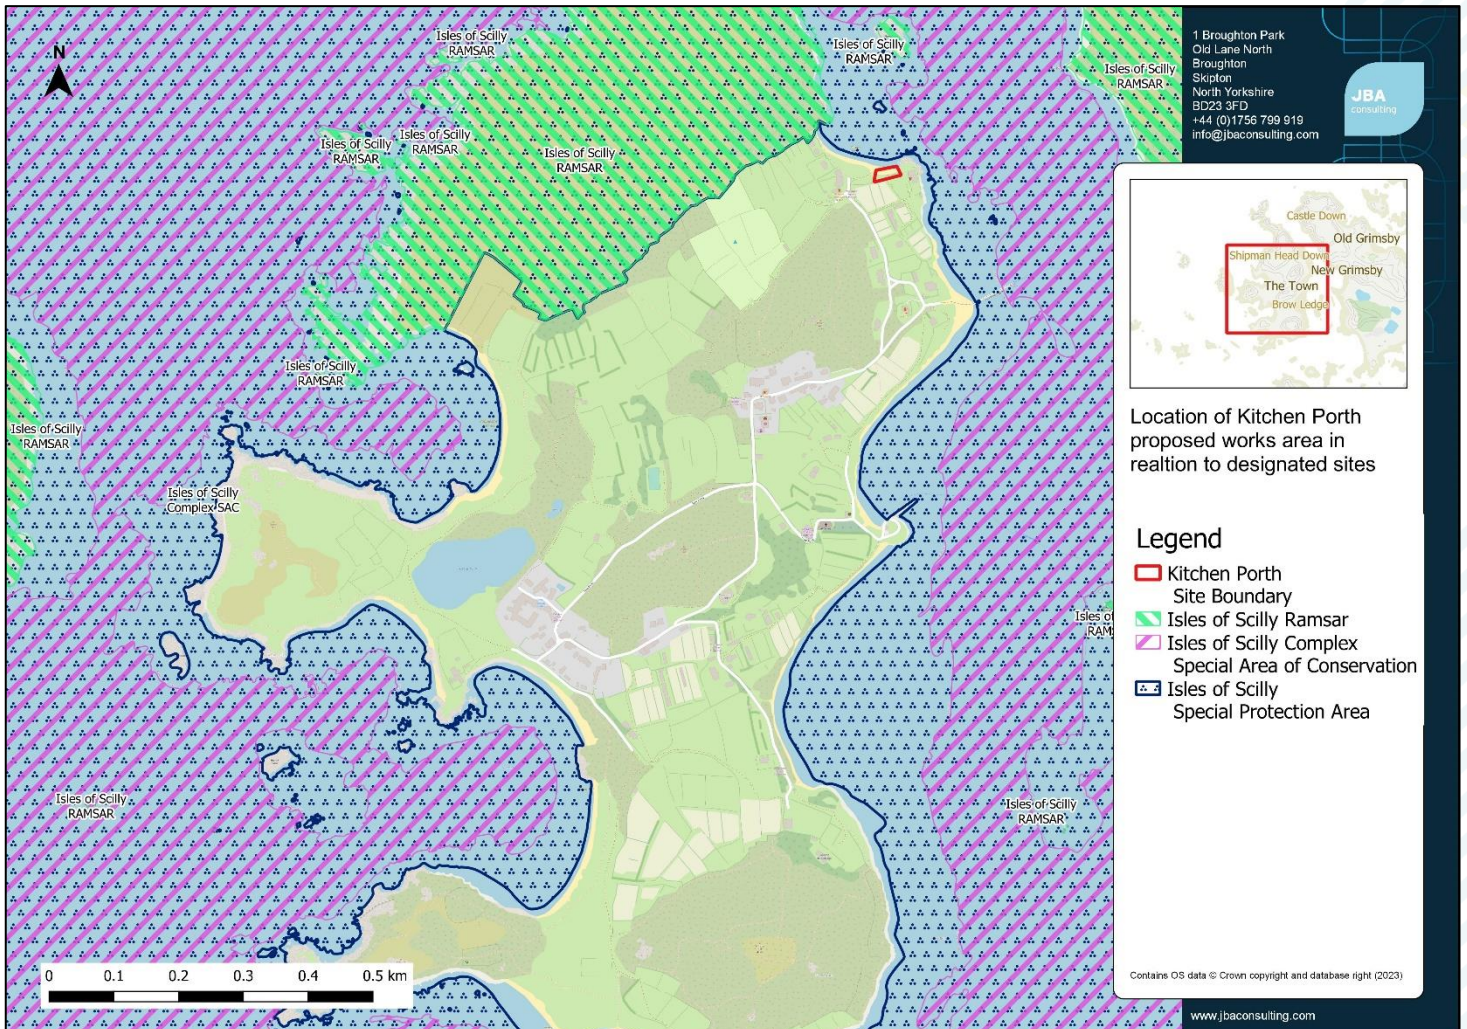 N
Isles of Scilly
RAMSAR
Isles of Scilly
RAMSAR
Isles of Scilly
RAMSAR
Isles of Scilly
RAMSAR
Isles of Scilly
RAMSAR
Isles of Scilly
RAMSAR
Isles of Scilly
RAMSAR
Isles of Scilly
RAMSAR
Isles of Scilly
Complex SAC
Isles of
RAMS
Isles of Scilly
RAMSAR
Isles of Scilly
RAMSAR
0 0.1 0.2 0.3 0.4 0.5 km
1 Broughton Park
Old Lane North
Broughton
Skipton
North Yorkshire
BD23 3FD
+44 (0)1756 799 919
info@jbaconsulting.com
JBA
consulting
Castle Down
Old Grimsby
Shipman Head Down
New Grimsby
The Town
Brow Ledge
Location of Kitchen Porth
proposed works area in
realtion to designated sites
Legend
Kitchen Porth
Site Boundary
Isles of Scilly Ramsar
Isles of Scilly Complex
Special Area of Conservation
Isles of Scilly
Special Protection Area
Contains OS data © Crown copyright and database right (2023)
www.jbaconsulting.com